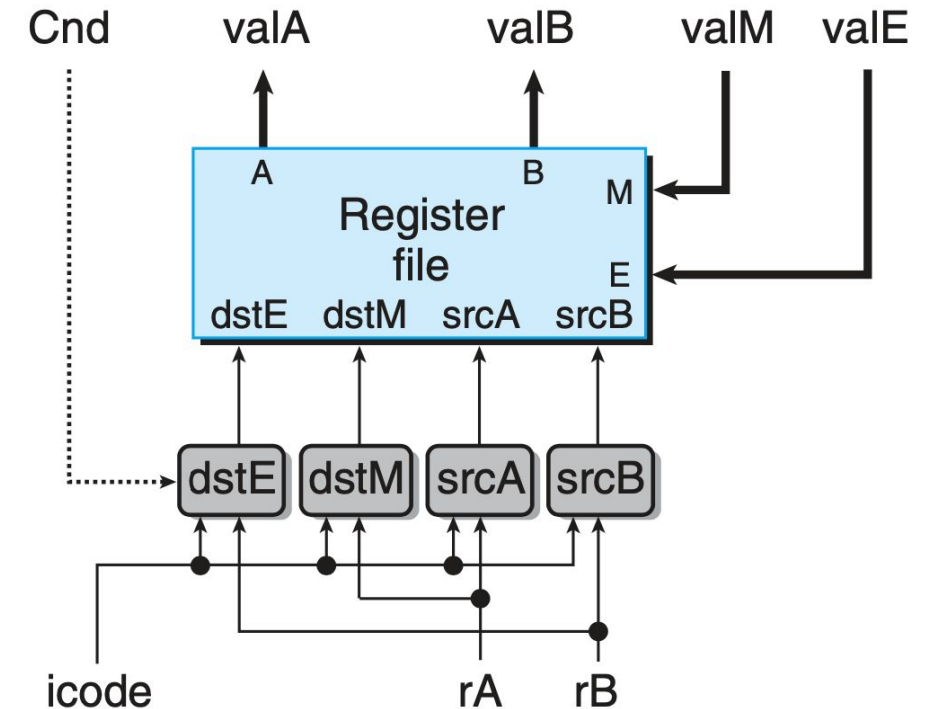 Cnd valA valB valM valE
A B
M
Register
file
E
dstE dstM srcA srcB
dstE dstM srcA srcB
icode rA rB